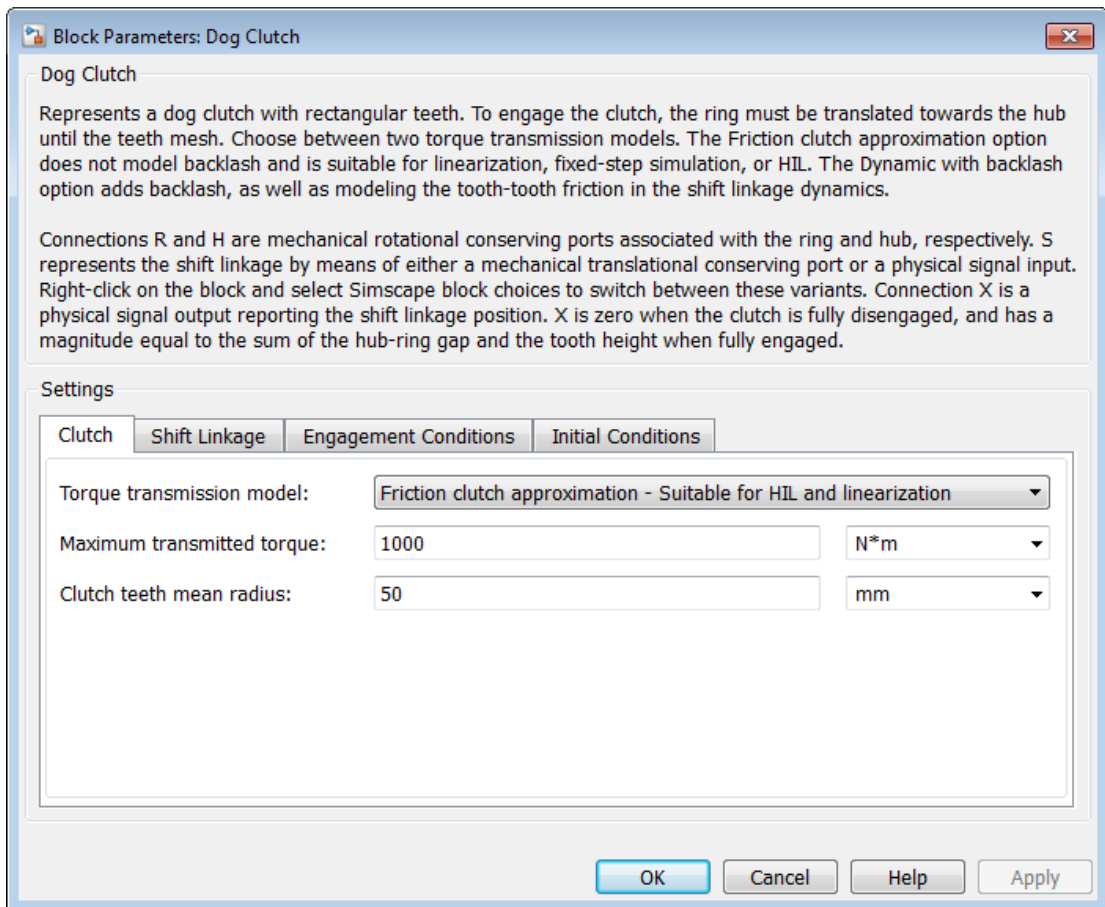 Block Parameters: Dog Clutch
Dog Clutch
Represents a dog clutch with rectangular teeth. To engage the clutch, the ring must be translated towards the hub
until the teeth mesh. Choose between two torque transmission models. The Friction clutch approximation option
does not model backlash and is suitable for linearization, fixed-step simulation, or HIL. The Dynamic with backlash
option adds backlash, as well as modeling the tooth-tooth friction in the shift linkage dynamics.
Connections R and H are mechanical rotational conserving ports associated with the ring and hub, respectively. S
represents the shift linkage by means of either a mechanical translational conserving port or a physical signal input.
Right-click on the block and select Simscape block choices to switch between these variants. Connection X is a
physical signal output reporting the shift linkage position. X is zero when the clutch is fully disengaged, and has a
magnitude equal to the sum of the hub-ring gap and the tooth height when fully engaged.
Settings
Clutch Shift Linkage Engagement Conditions Initial Conditions
Torque transmission model: Friction clutch approximation - Suitable for HIL and linearization
Maximum transmitted torque: 1000 N*m
Clutch teeth mean radius: 50 mm
OK Cancel Help Apply